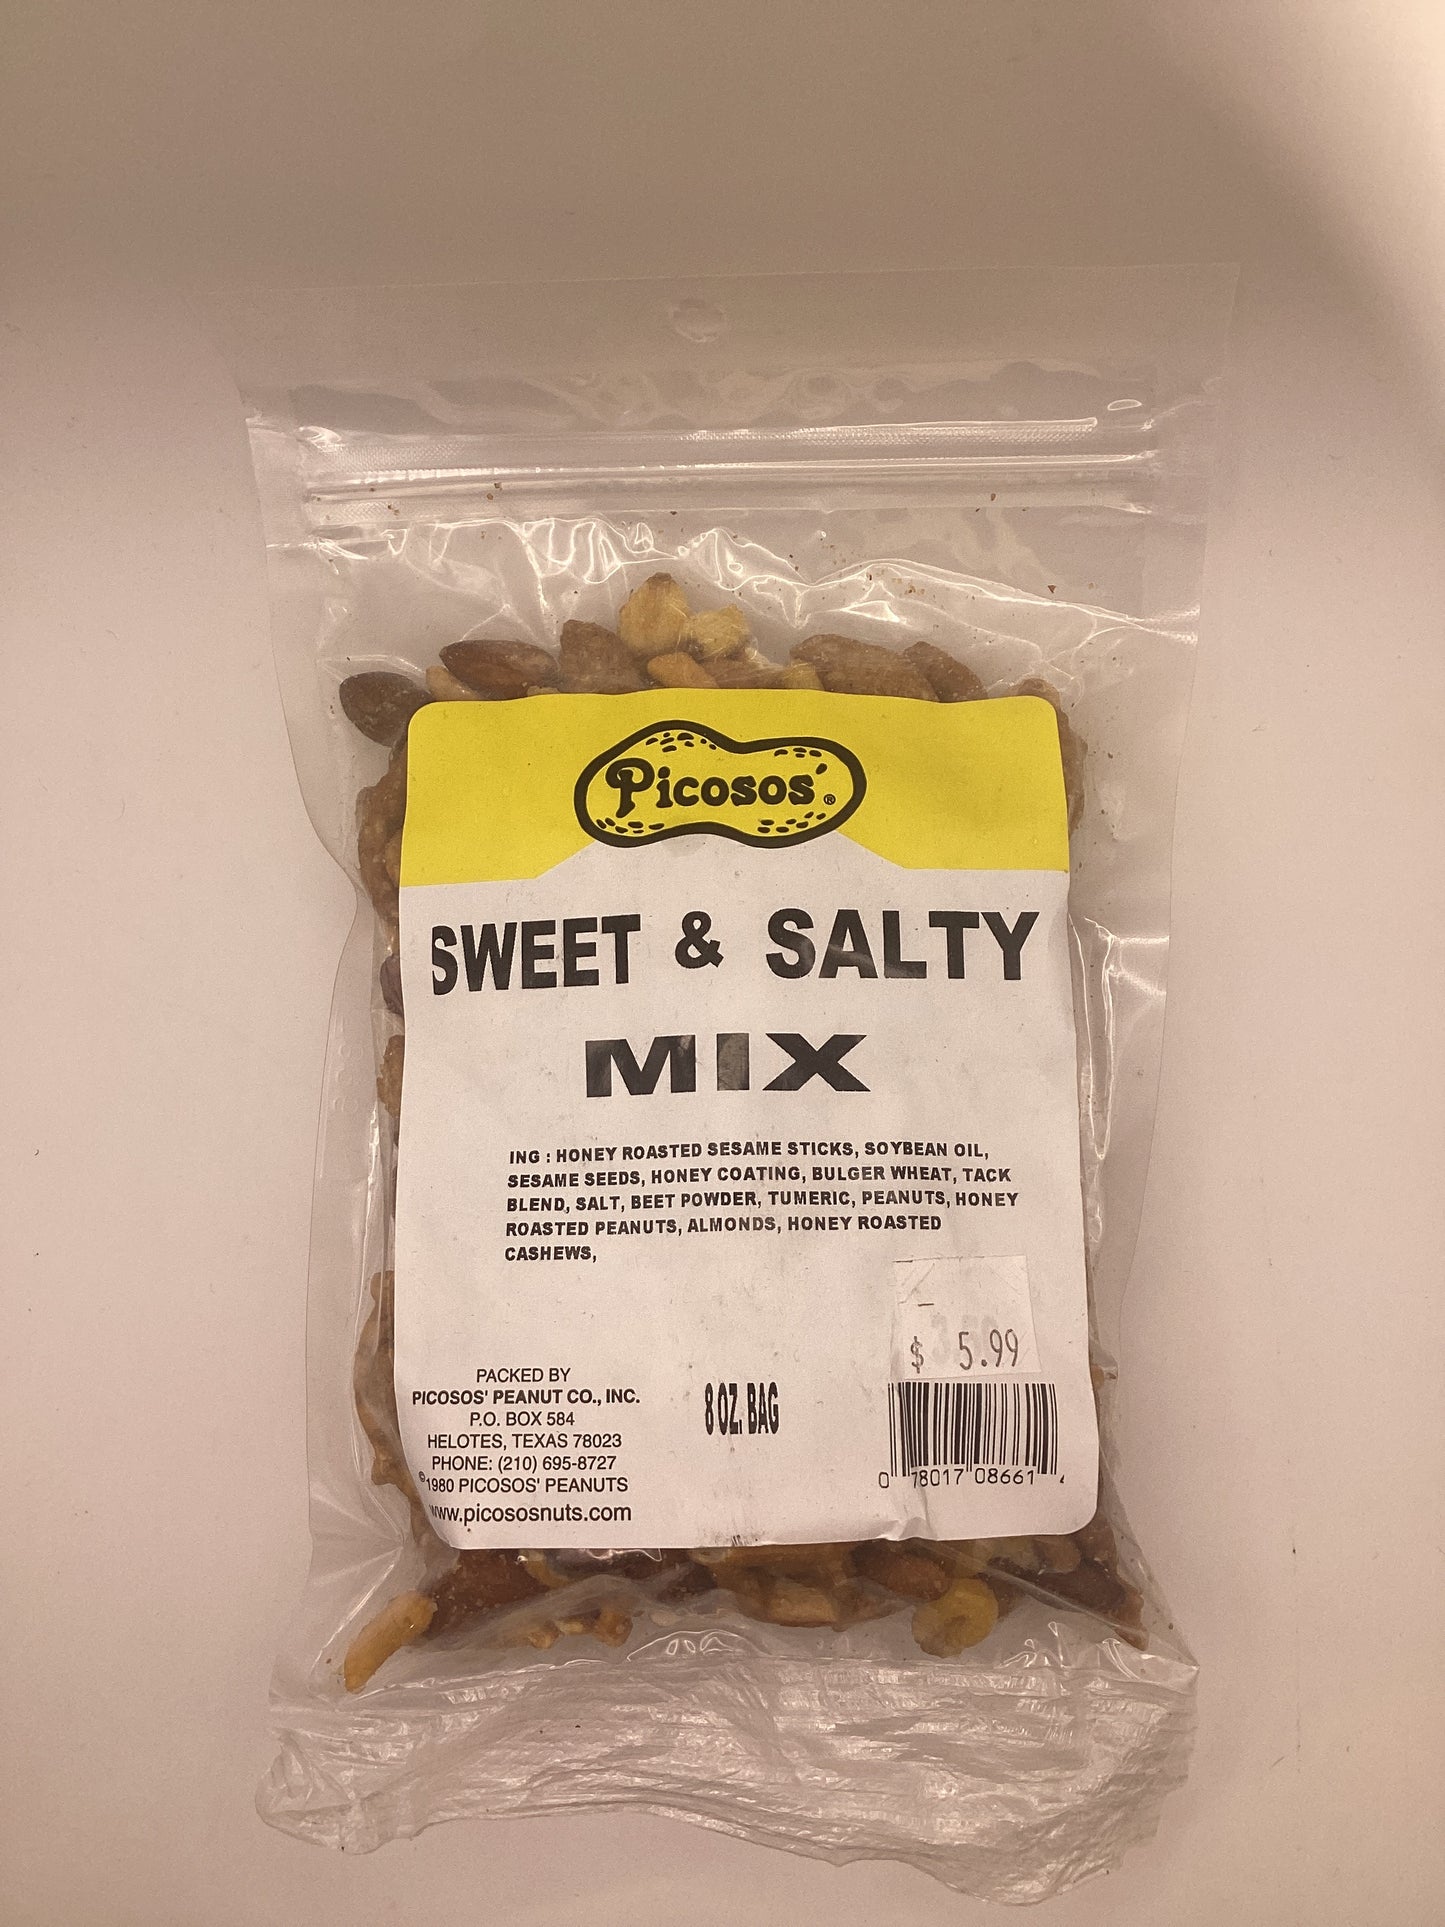 Picosos'®
SWEET & SALTY
MIX
ING : HONEY ROASTED SESAME STICKS, SOYBEAN OIL,
SESAME SEEDS, HONEY COATING, BULGER WHEAT, TACK
BLEND, SALT, BEET POWDER, TUMERIC, PEANUTS, HONEY
ROASTED PEANUTS, ALMONDS, HONEY ROASTED
CASHEWS,
$ 5.99
PACKED BY
PICOSOS' PEANUT CO., INC.
P.O. BOX 584
HELOTES, TEXAS 78023
PHONE: (210) 695-8727
©1980 PICOSOS' PEANUTS
www.picososnuts.com
8 OZ. BAG
0 78017 08661